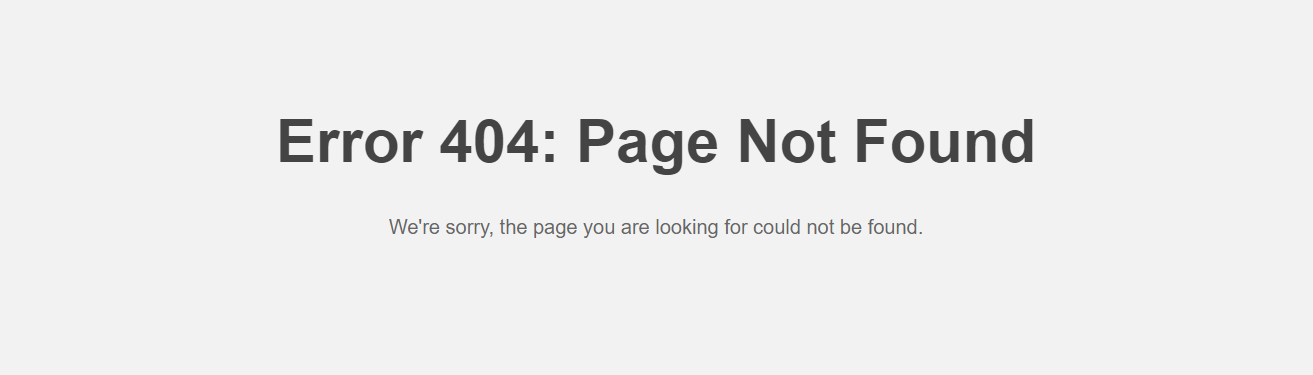 Error 404: Page Not Found
We're sorry, the page you are looking for could not be found.